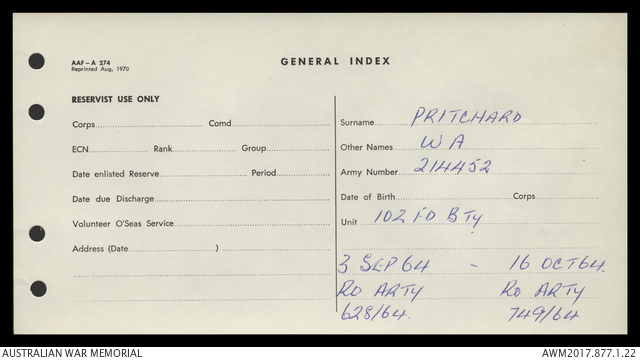 AAF – A 274
Reprinted Aug, 1970
GENERAL INDEX
RESERVIST USE ONLY
Corps Comd
ECN Rank Group
Date enlisted Reserve Period
Date due Discharge
Volunteer O'Seas Service
Address (Date )
Surname PRITCHARD
Other Names W A
Army Number 214452
Date of Birth Corps
Unit 102 FD BTY
3 SEP 64 - 16 OCT 64.
RO ARTY RO ARTY
628/64. 749/64
AUSTRALIAN WAR MEMORIAL AWM2017.877.1.22